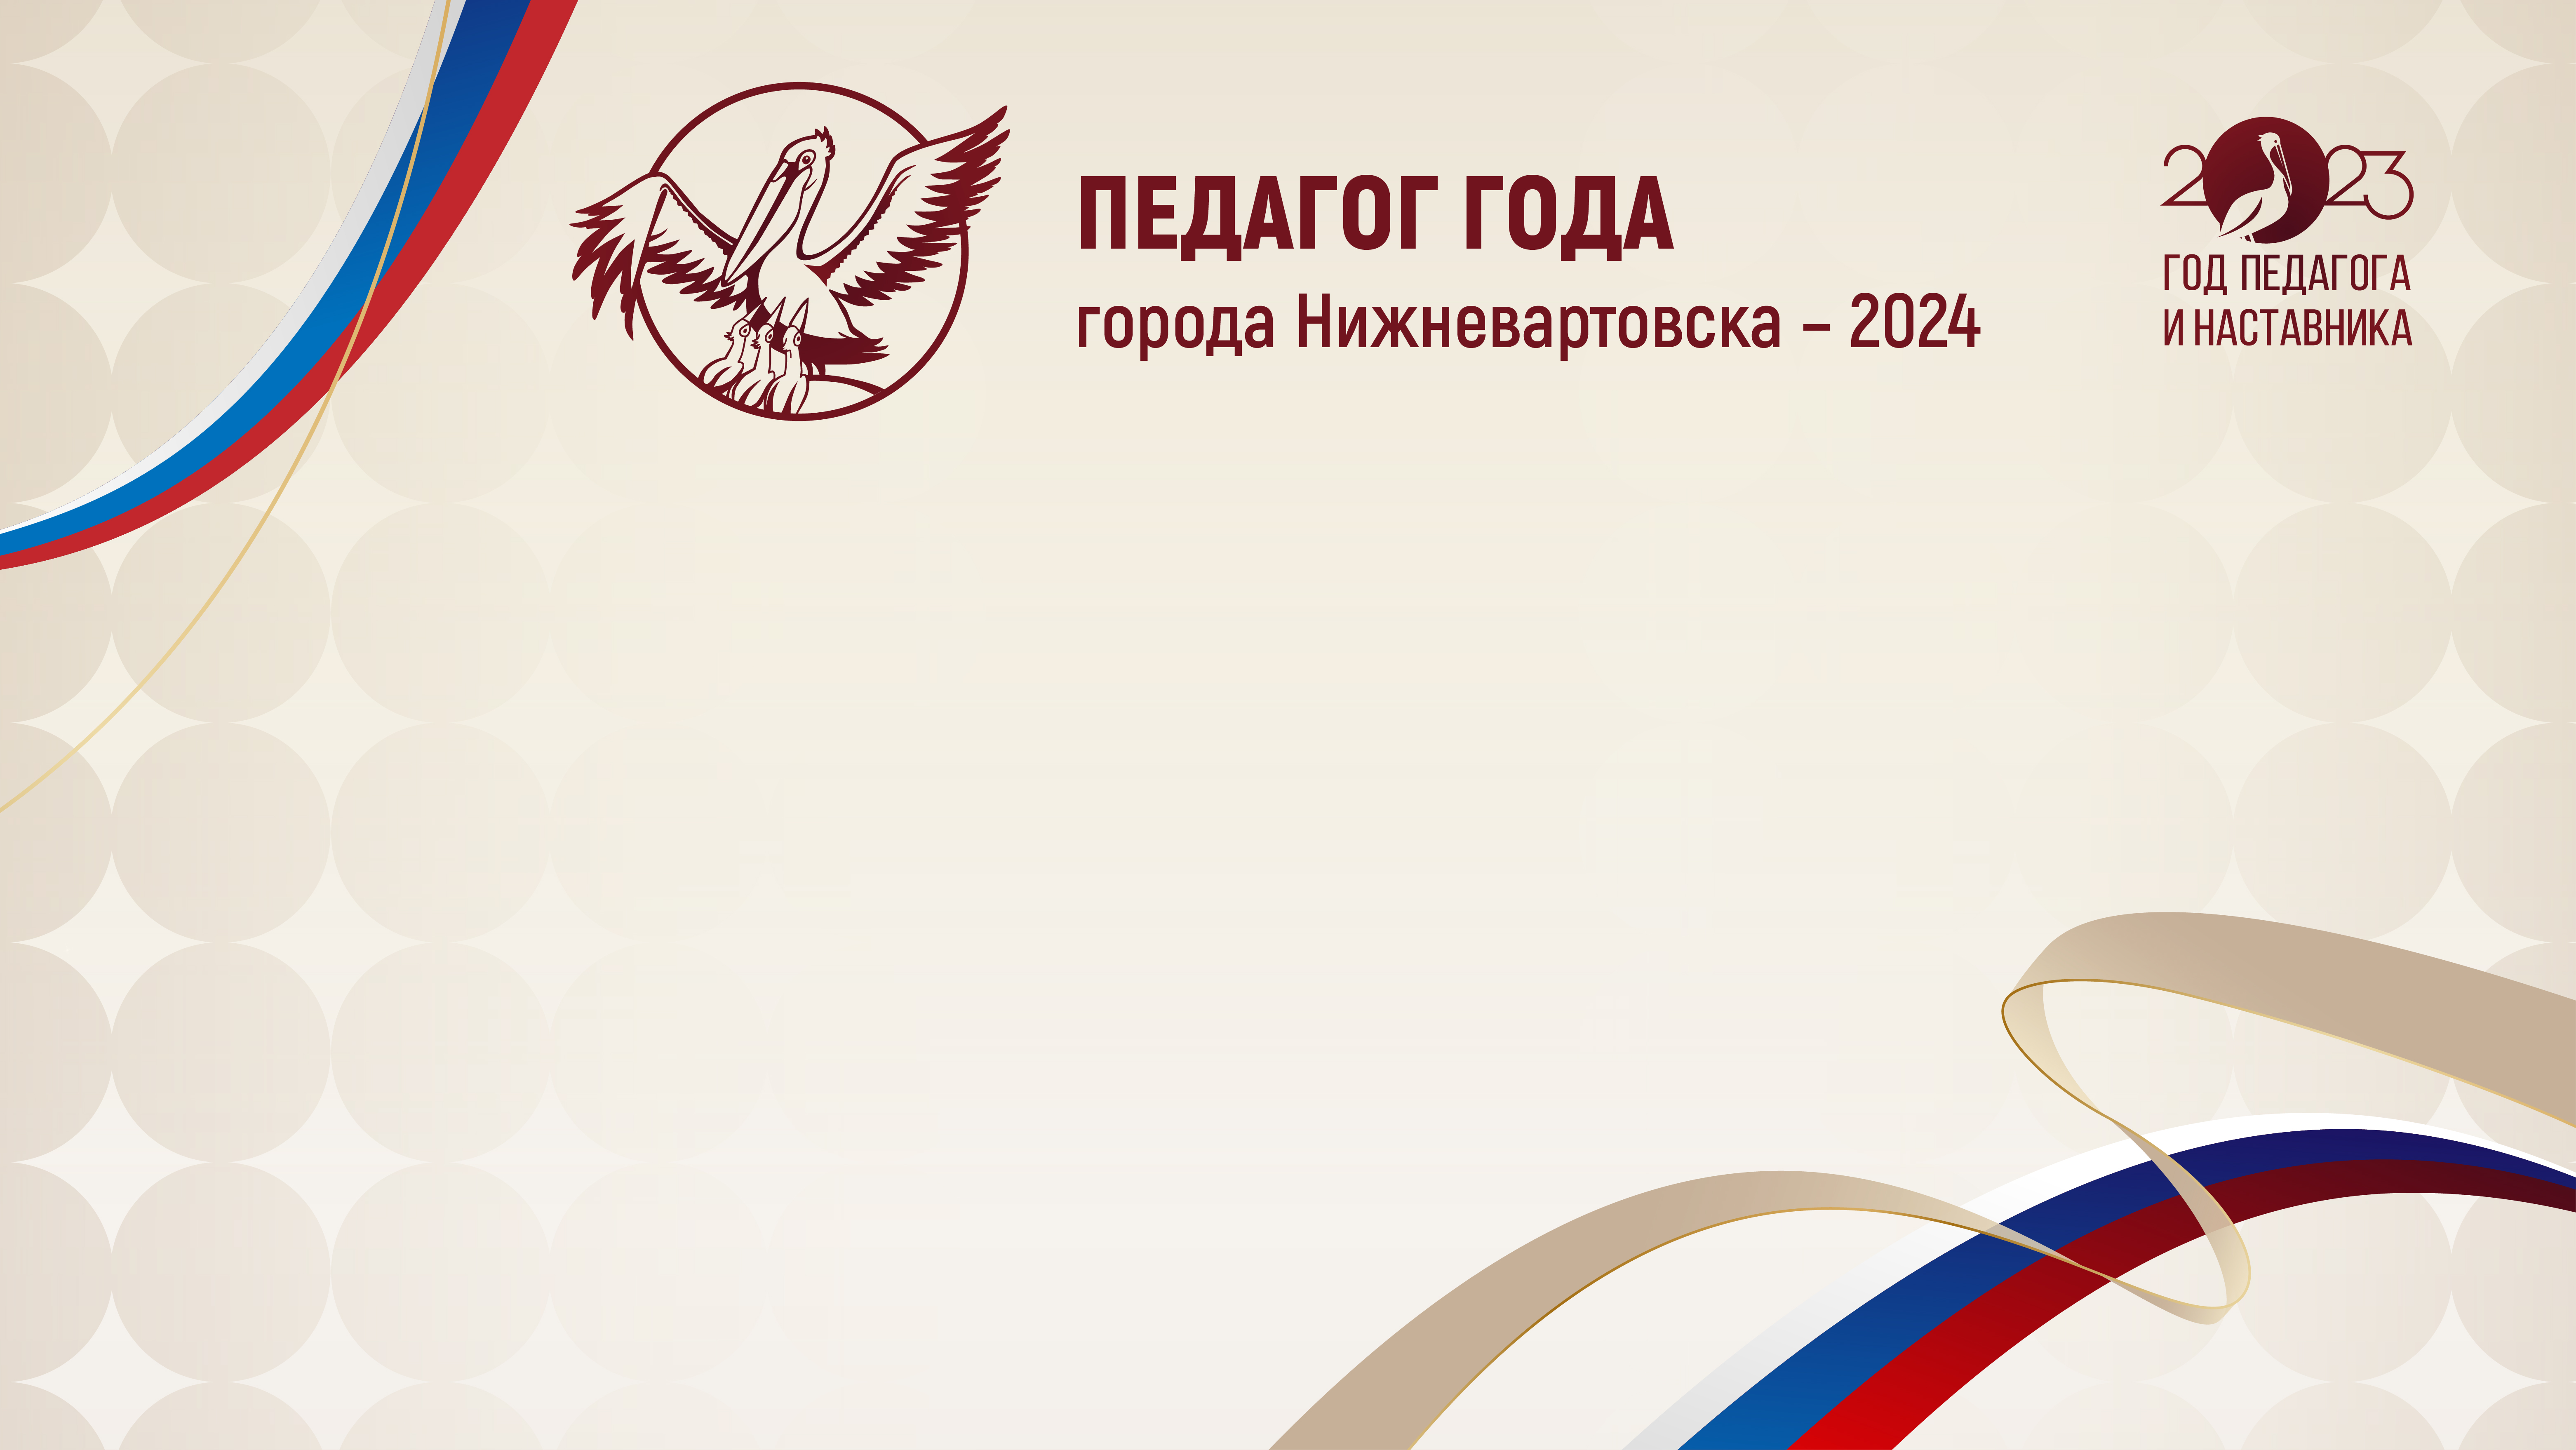 ПЕДАГОГ ГОДА
города Нижневартовска – 2024
2023
ГОД ПЕДАГОГА
И НАСТАВНИКА